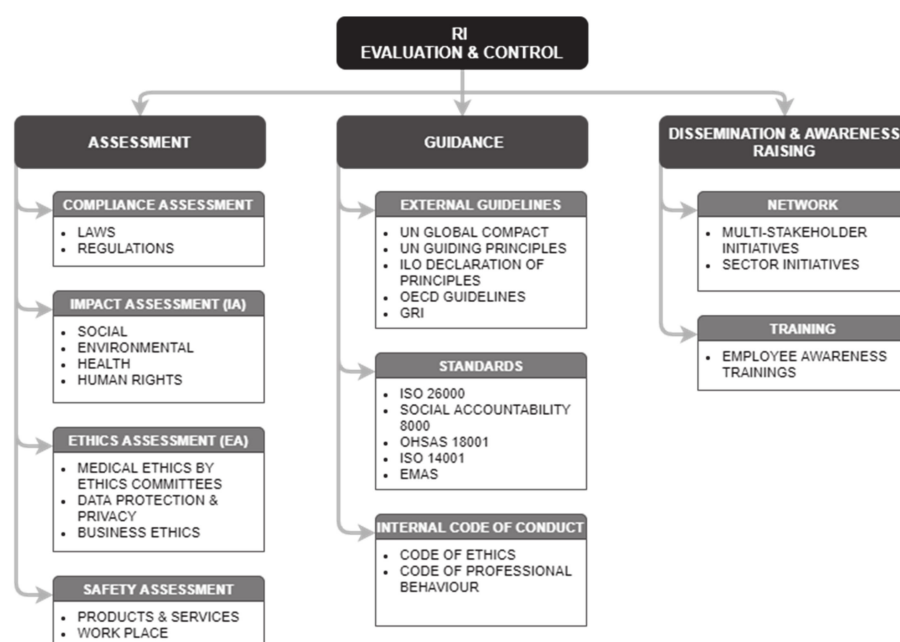 RI
EVALUATION & CONTROL
ASSESSMENT
COMPLIANCE ASSESSMENT
• LAWS
• REGULATIONS
IMPACT ASSESSMENT (IA)
• SOCIAL
• ENVIRONMENTAL
• HEALTH
• HUMAN RIGHTS
ETHICS ASSESSMENT (EA)
• MEDICAL ETHICS BY
ETHICS COMMITTEES
• DATA PROTECTION &
PRIVACY
• BUSINESS ETHICS
SAFETY ASSESSMENT
• PRODUCTS & SERVICES
• WORK PLACE
GUIDANCE
EXTERNAL GUIDELINES
• UN GLOBAL COMPACT
• UN GUIDING PRINCIPLES
• ILO DECLARATION OF
PRINCIPLES
• OECD GUIDELINES
• GRI
STANDARDS
• ISO 26000
• SOCIAL ACCOUNTABILITY
8000
• OHSAS 18001
• ISO 14001
• EMAS
INTERNAL CODE OF CONDUCT
• CODE OF ETHICS
• CODE OF PROFESSIONAL
BEHAVIOUR
DISSEMINATION & AWARENESS
RAISING
NETWORK
• MULTI-STAKEHOLDER
INITIATIVES
• SECTOR INITIATIVES
TRAINING
• EMPLOYEE AWARENESS
TRAININGS